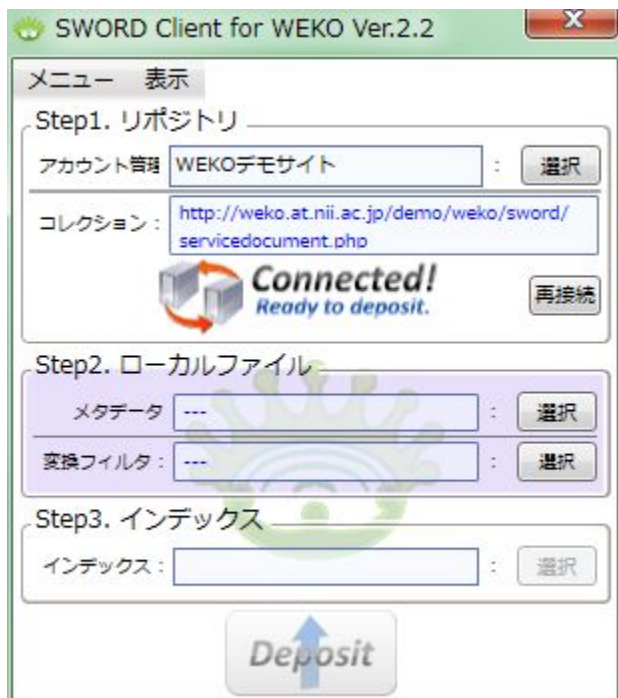 SWORD Client for WEKO Ver.2.2
x
メニュー 表示
Step1. リポジトリ
アカウント管理 WEKOデモサイト : 選択
コレクション : http://weko.at.nii.ac.jp/demo/weko/sword/
servicedocument.php
Connected!
Ready to deposit.
再接続
Step2. ローカルファイル
メタデータ --- : 選択
変換フィルタ : --- : 選択
Step3. インデックス
インデックス : : 選択
Deposit